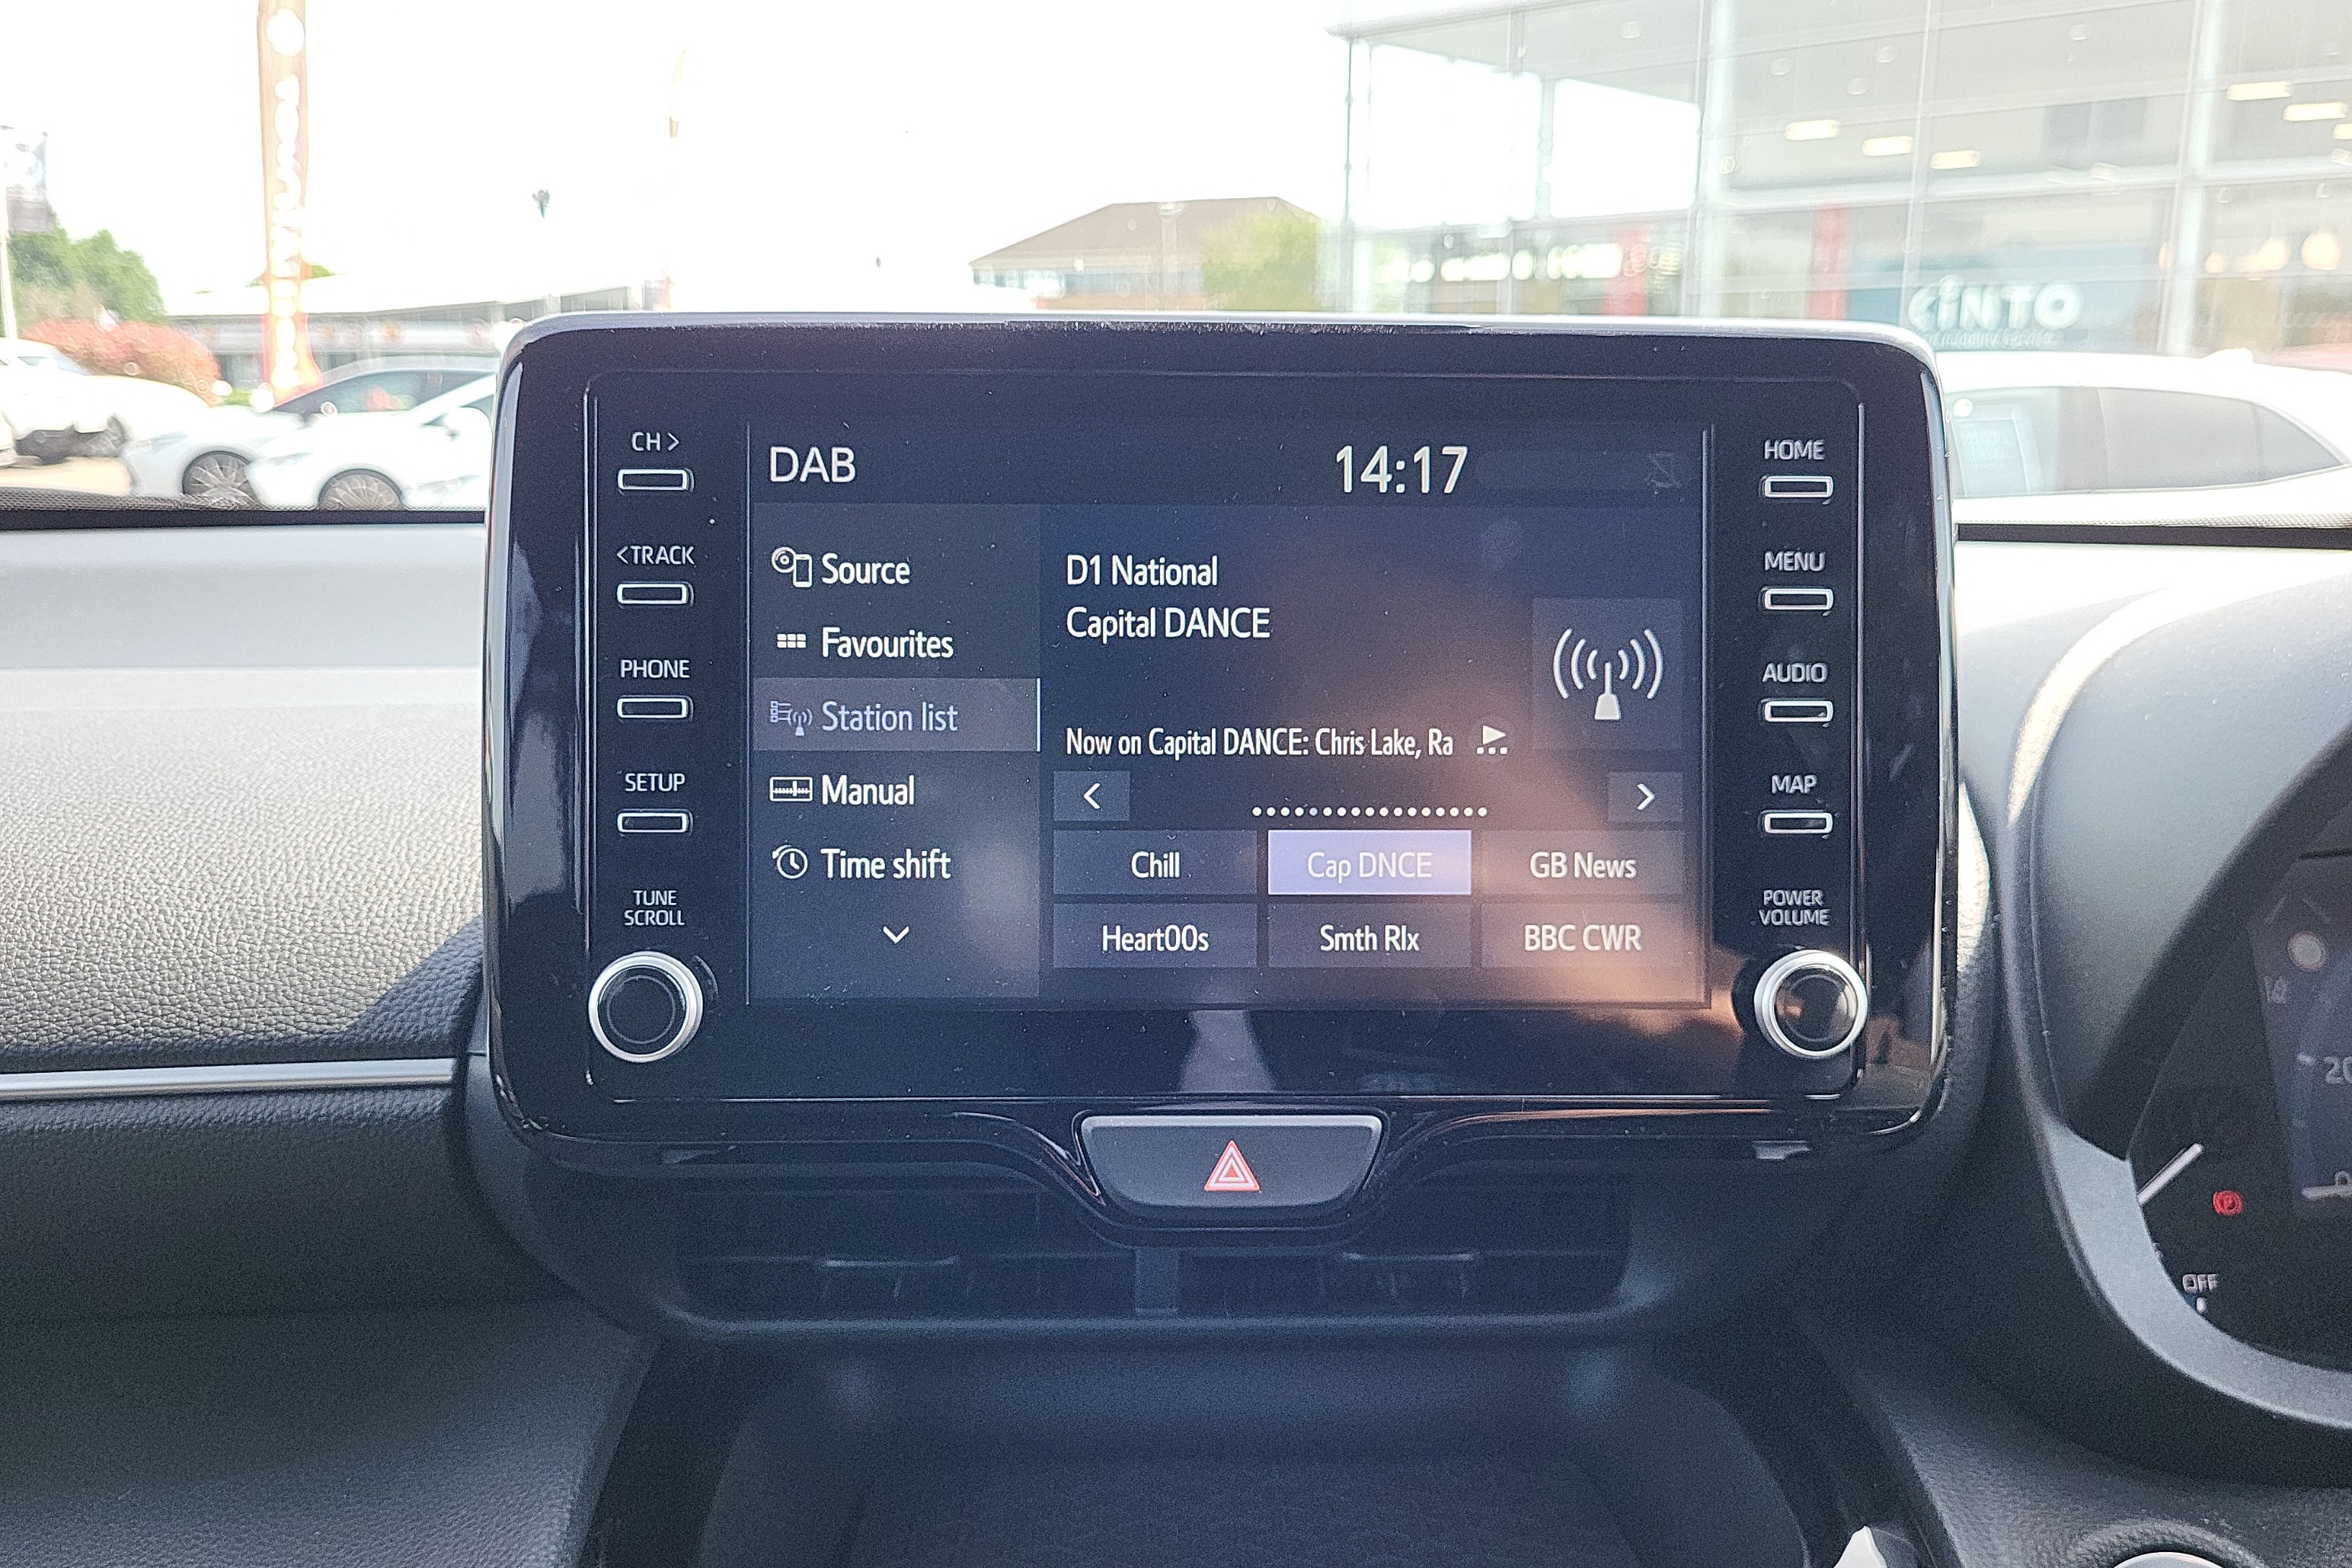 CiNTO
CH >
<TRACK
PHONE
SETUP
TUNE
SCROLL
DAB
14:17
Source
Favourites
Station list
Manual
Time shift
D1 National
Capital DANCE
Now on Capital DANCE: Chris Lake, Ra
Chill
Cap DNCE
GB News
Heart00s
Smth Rlx
BBC CWR
HOME
MENU
AUDIO
MAP
POWER
VOLUME
OFF